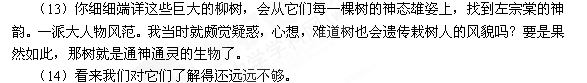 （13）你细细端详这些巨大的柳树，会从它们每一棵树的神态雄姿上，找到左宗棠的神
韵。一派大人物风范。我当时就颇觉疑惑，心想，难道树也会遗传栽树人的风貌吗？要是果
然如此，那树就是通神通灵的生物了。
（14）看来我们对它们了解得还远远不够。